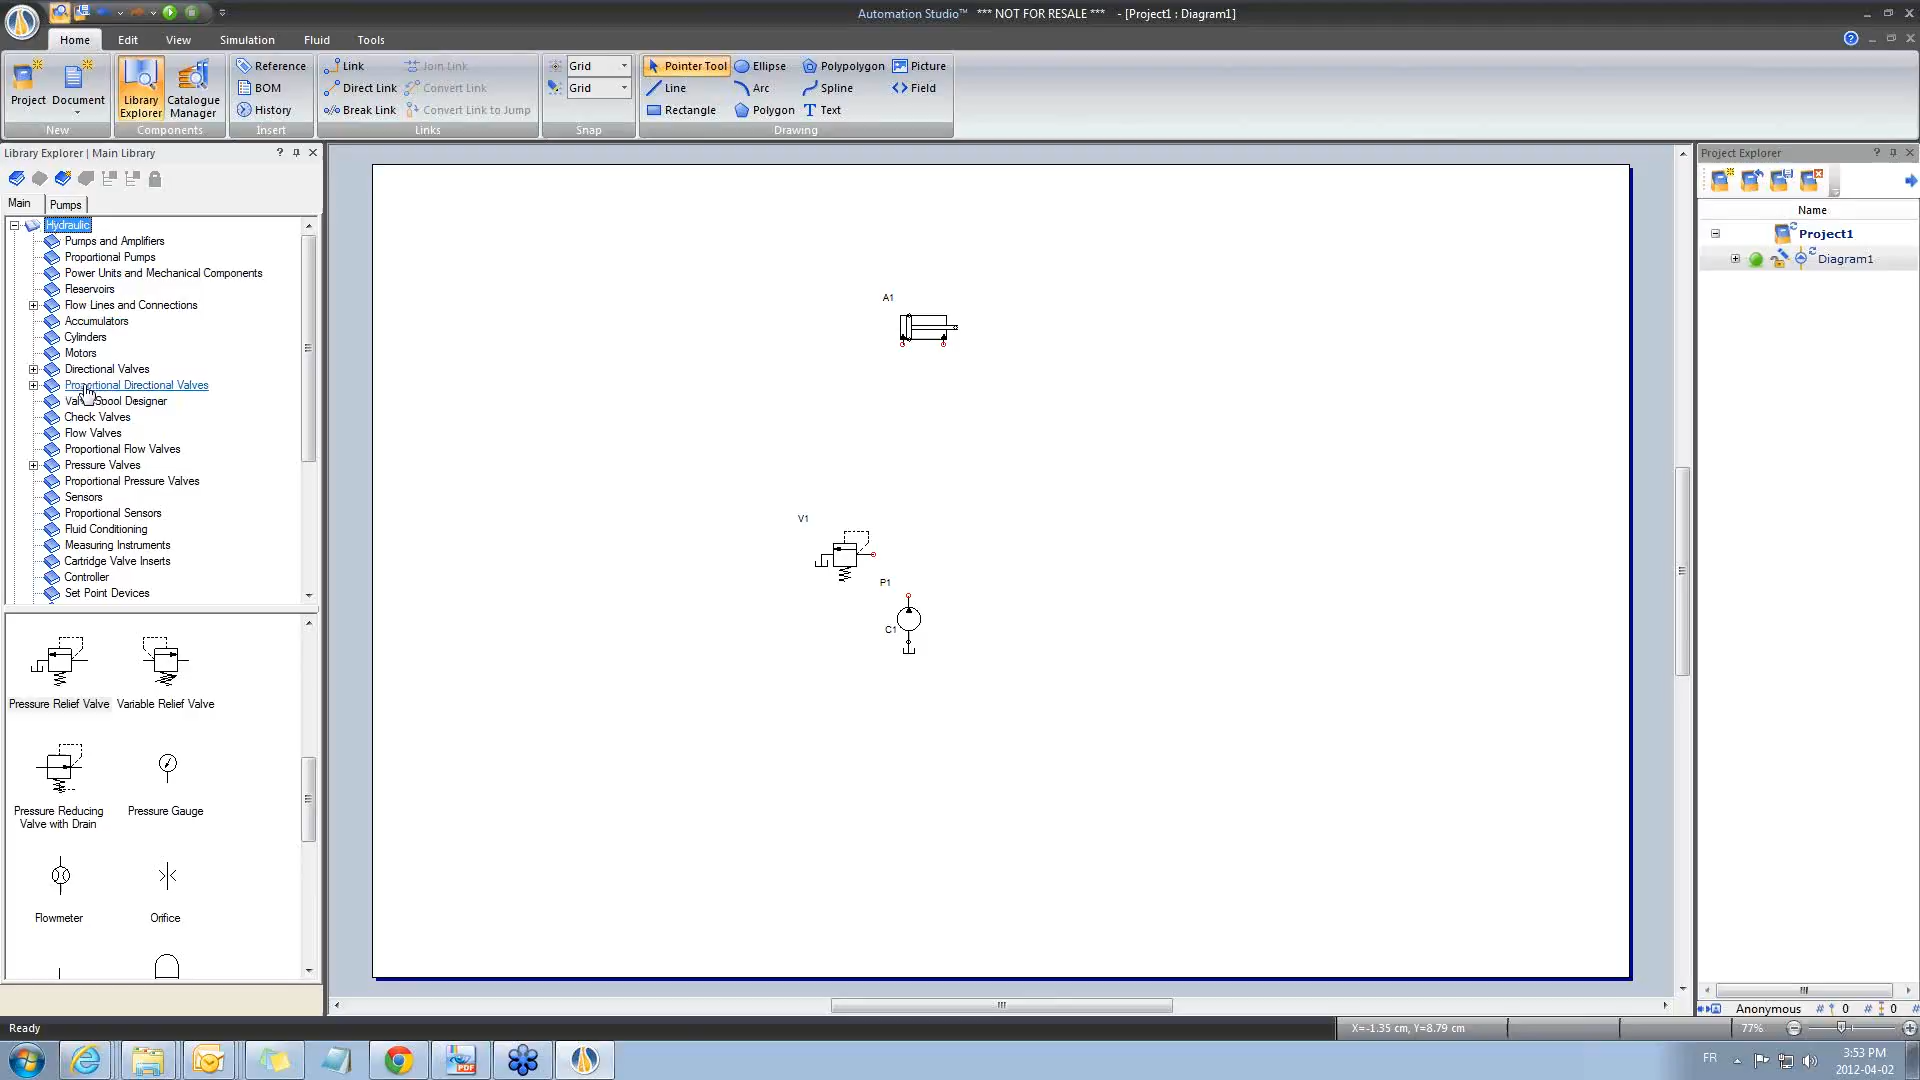 Automation Studio™ *** NOT FOR RESALE *** - [Project1 : Diagram1]
Home Edit View Simulation Fluid Tools
Project Document
New
Library Explorer Catalogue Manager
Components
Reference
BOM
History
Insert
Link Join Link
Direct Link Convert Link
Break Link Convert Link to Jump
Links
Grid
Grid
Snap
Pointer Tool Ellipse Polypolygon Picture
Line Arc Spline Field
Rectangle Polygon Text
Drawing
Library Explorer | Main Library
Main Pumps
Hydraulic
Pumps and Amplifiers
Proportional Pumps
Power Units and Mechanical Components
Reservoirs
Flow Lines and Connections
Accumulators
Cylinders
Motors
Directional Valves
Proportional Directional Valves
Valve Spool Designer
Check Valves
Flow Valves
Proportional Flow Valves
Pressure Valves
Proportional Pressure Valves
Sensors
Proportional Sensors
Fluid Conditioning
Measuring Instruments
Cartridge Valve Inserts
Controller
Set Point Devices
Pressure Relief Valve Variable Relief Valve
Pressure Reducing Valve with Drain
Pressure Gauge
Flowmeter Orifice
A1
V1
P1
C1
Project Explorer
Name
Project1
Diagram1
Anonymous # 0 # 0 #
Ready
X=-1.35 cm, Y=8.79 cm
77%
PDF
FR
3:53 PM
2012-04-02